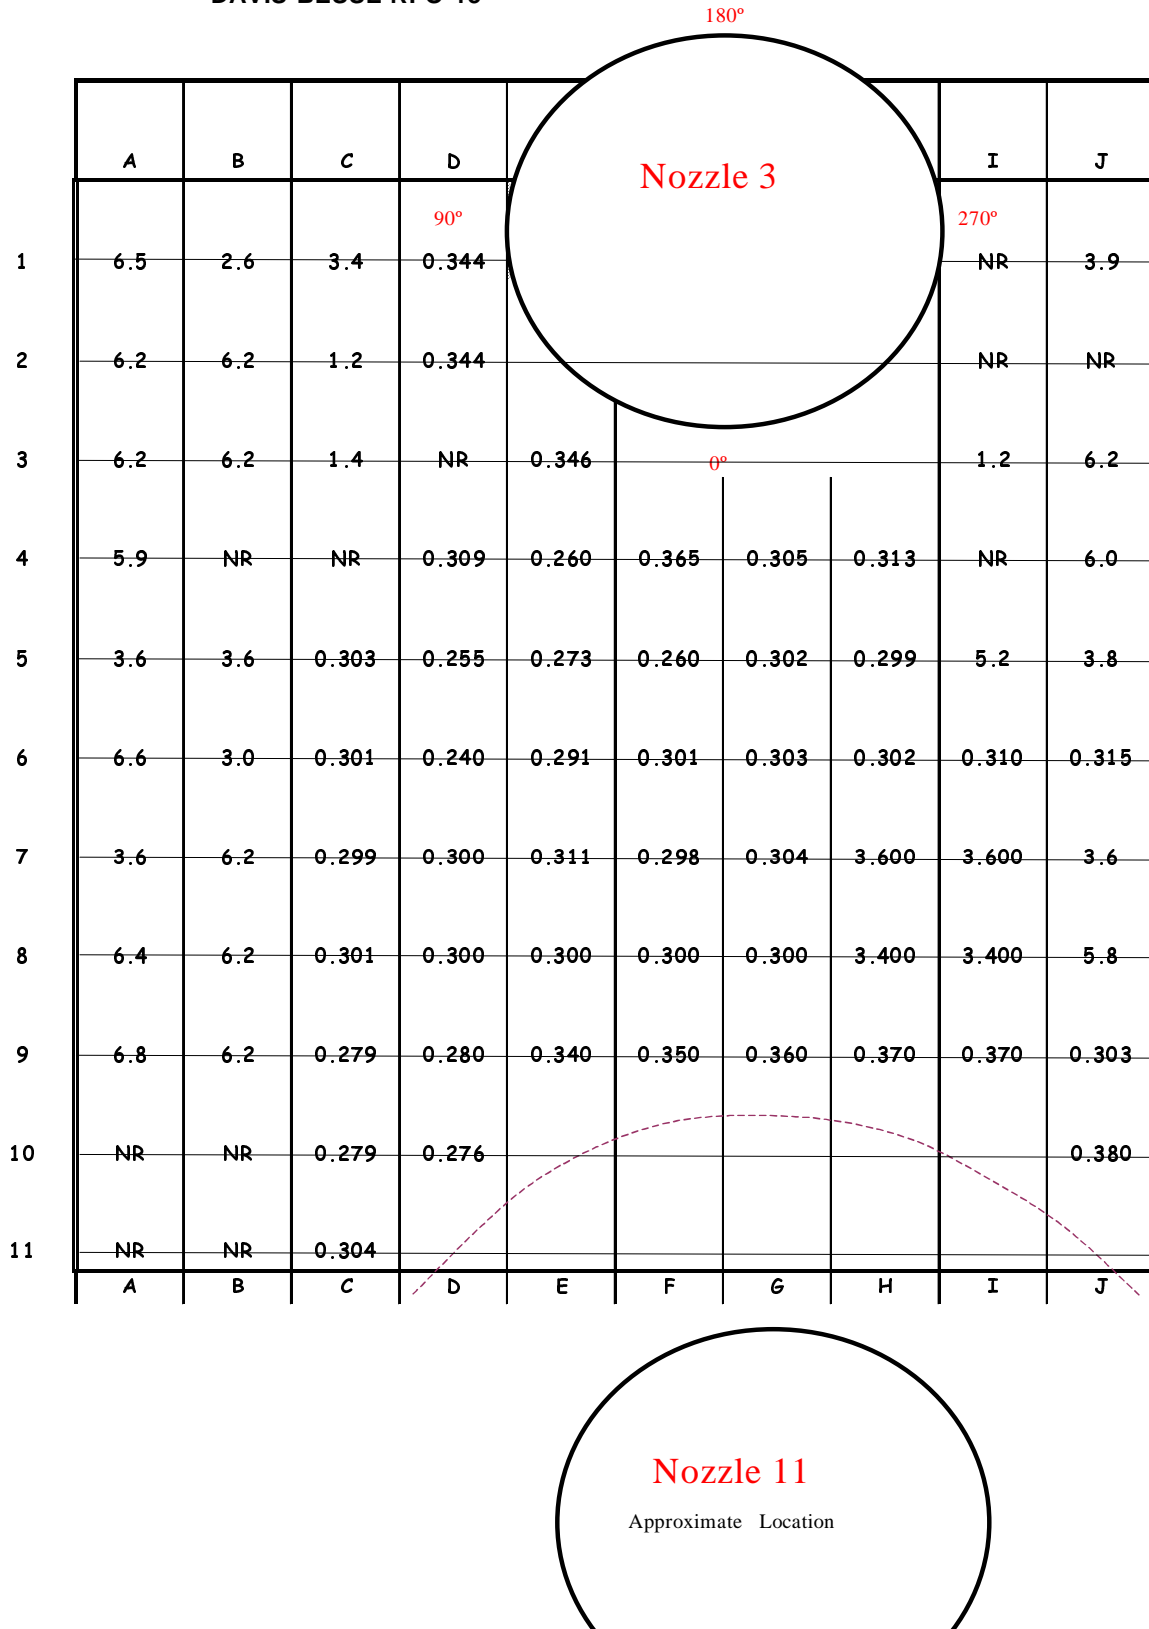 180º
A B C D I J
Nozzle 3
90º 270º
1 6.5 2.6 3.4 0.344 NR 3.9
2 6.2 6.2 1.2 0.344 NR NR
3 6.2 6.2 1.4 NR 0.346 0º 1.2 6.2
4 5.9 NR NR 0.309 0.260 0.365 0.305 0.313 NR 6.0
5 3.6 3.6 0.303 0.255 0.273 0.260 0.302 0.299 5.2 3.8
6 6.6 3.0 0.301 0.240 0.291 0.301 0.303 0.302 0.310 0.315
7 3.6 6.2 0.299 0.300 0.311 0.298 0.304 3.600 3.600 3.6
8 6.4 6.2 0.301 0.300 0.300 0.300 0.300 3.400 3.400 5.8
9 6.8 6.2 0.279 0.280 0.340 0.350 0.360 0.370 0.370 0.303
10 NR NR 0.279 0.276 0.380
11 NR NR 0.304
A B C D E F G H I J
Nozzle 11
Approximate Location